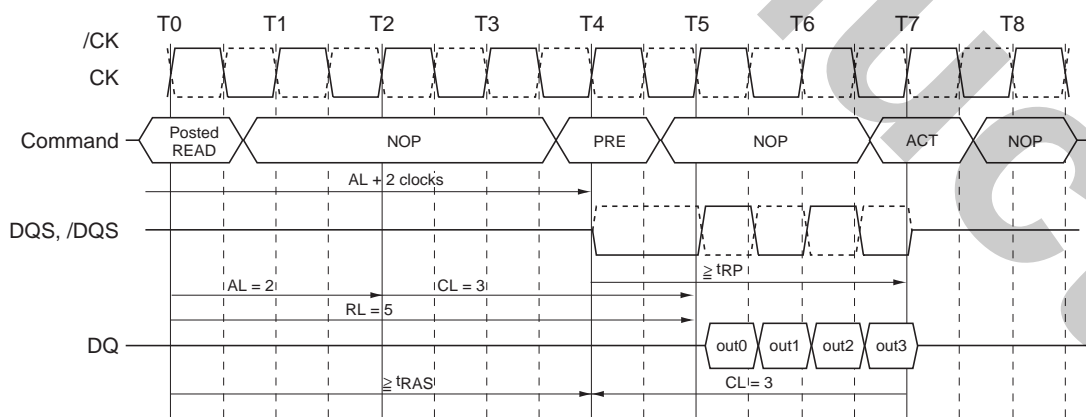 T0 T1 T2 T3 T4 T5 T6 T7 T8
/CK
CK
Command
Posted
READ
NOP
PRE
NOP
ACT
NOP
AL + 2 clocks
DQS, /DQS
≧ tRP
AL = 2
CL = 3
RL = 5
DQ
out0
out1
out2
out3
≧ tRAS
CL = 3